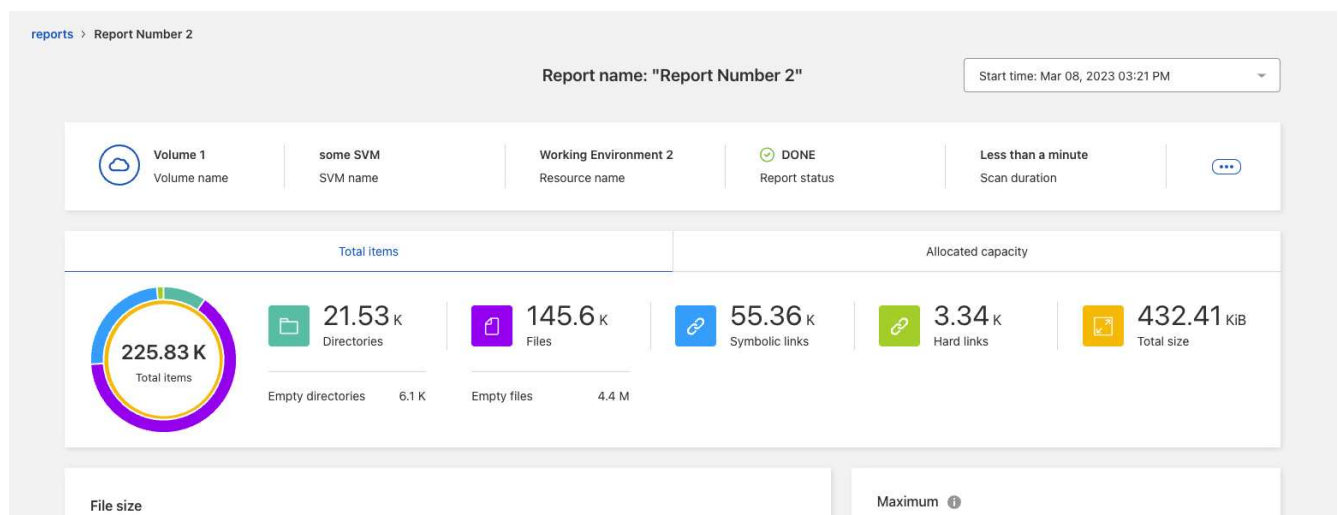 reports > Report Number 2
Report name: "Report Number 2"
Start time: Mar 08, 2023 03:21 PM
Volume 1
Volume name
some SVM
SVM name
Working Environment 2
Resource name
DONE
Report status
Less than a minute
Scan duration
Total items
Allocated capacity
225.83 K
Total items
21.53 K
Directories
Empty directories 6.1 K
145.6 K
Files
Empty files 4.4 M
55.36 K
Symbolic links
3.34 K
Hard links
432.41 KiB
Total size
File size
Maximum